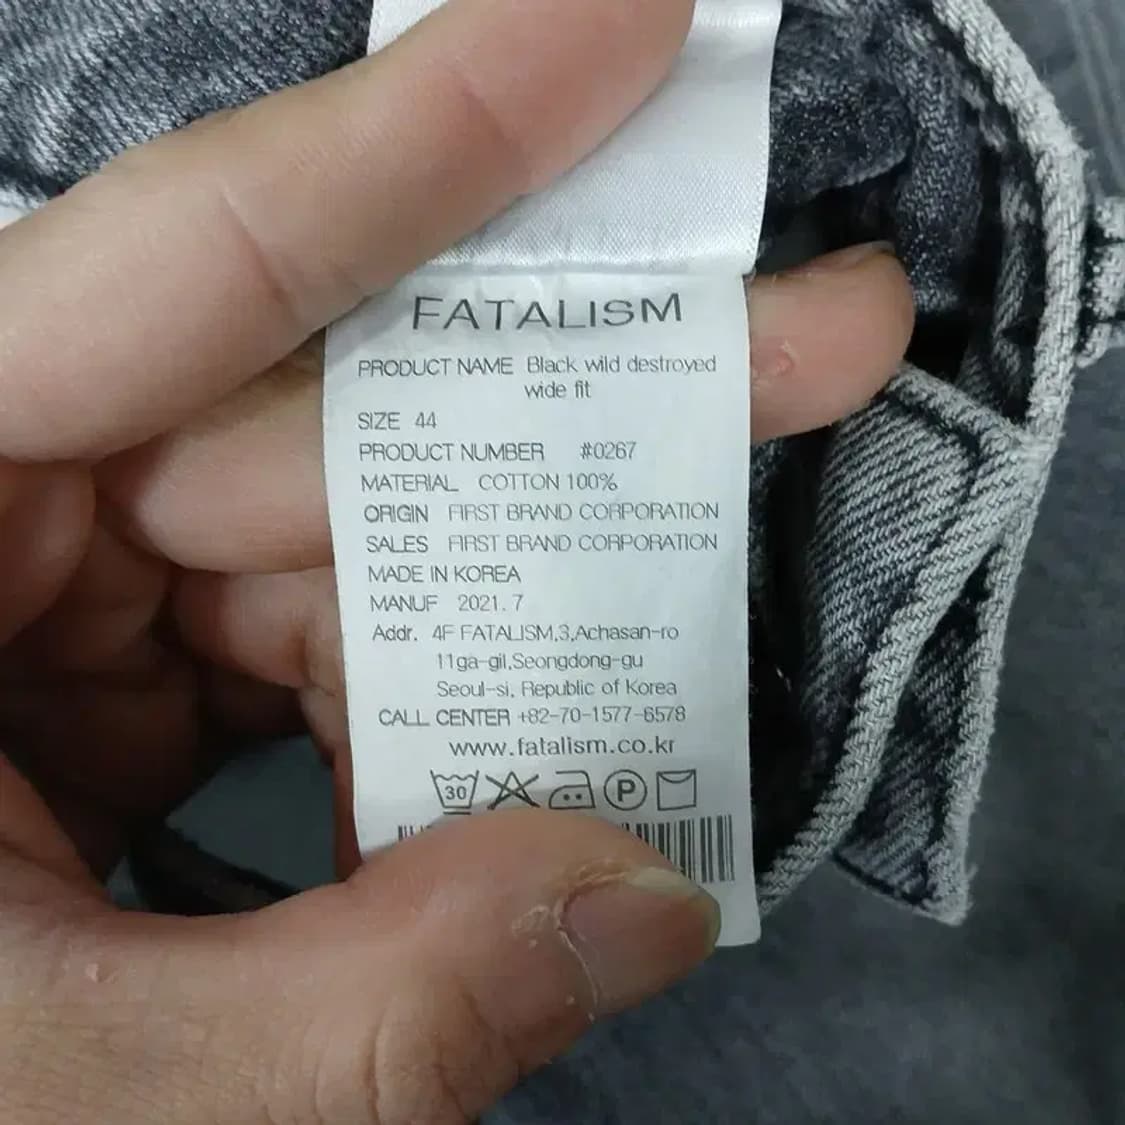 FATALISM
PRODUCT NAME Black wild destroyed
wide fit
SIZE 44
PRODUCT NUMBER #0267
MATERIAL COTTON 100%
ORIGIN FIRST BRAND CORPORATION
SALES FIRST BRAND CORPORATION
MADE IN KOREA
MANUF 2021. 7
Addr. 4F FATALISM,3,Achasan-ro
11ga-gil,Seongdong-gu
Seoul-si, Republic of Korea
CALL CENTER +82-70-1577-6578
www.fatalism.co.kr
30 P